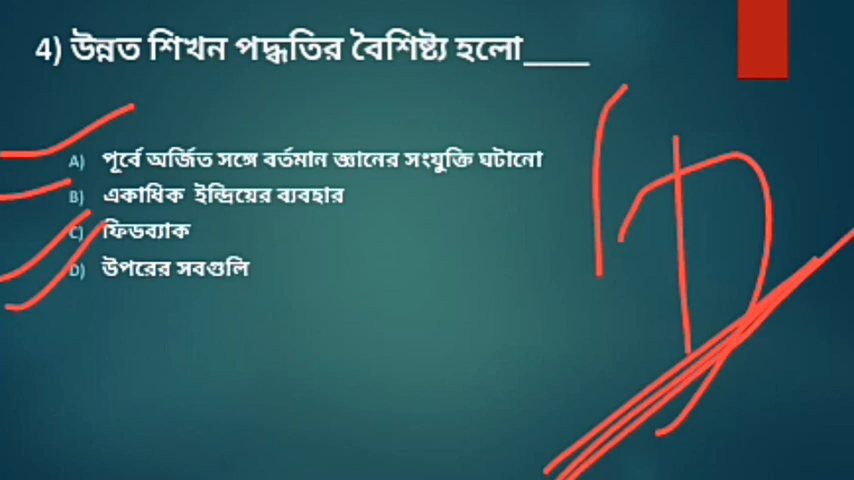 4) উন্নত শিখন পদ্ধতির বৈশিষ্ট্য হলো____
A) পূর্বে অর্জিত সঙ্গে বর্তমান জ্ঞানের সংযুক্তি ঘটানো
B) একাধিক ইন্দ্রিয়ের ব্যবহার
C) ফিডব্যাক
D) উপরের সবগুলি
D